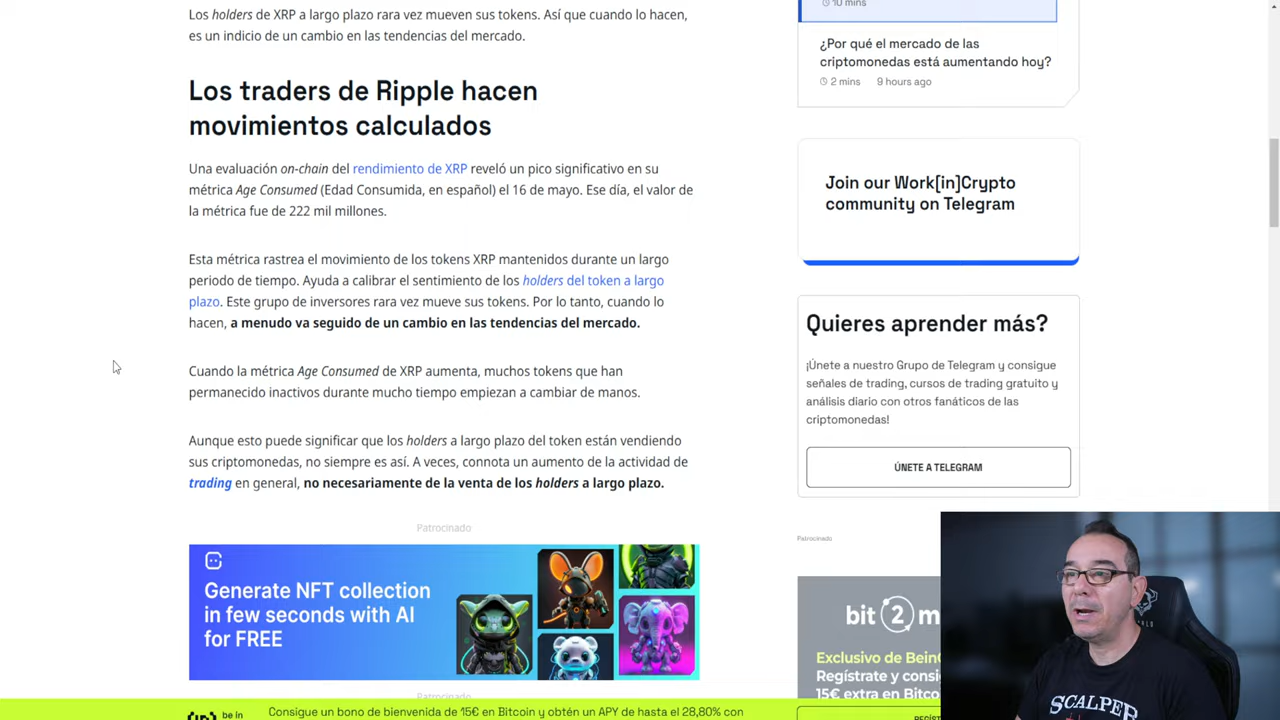 Los holders de XRP a largo plazo rara vez mueven sus tokens. Así que cuando lo hacen,
es un indicio de un cambio en las tendencias del mercado.
Los traders de Ripple hacen
movimientos calculados
Una evaluación on-chain del rendimiento de XRP reveló un pico significativo en su
métrica Age Consumed (Edad Consumida, en español) el 16 de mayo. Ese día, el valor de
la métrica fue de 222 mil millones.
Esta métrica rastrea el movimiento de los tokens XRP mantenidos durante un largo
periodo de tiempo. Ayuda a calibrar el sentimiento de los holders del token a largo
plazo. Este grupo de inversores rara vez mueve sus tokens. Por lo tanto, cuando lo
hacen, a menudo va seguido de un cambio en las tendencias del mercado.
Cuando la métrica Age Consumed de XRP aumenta, muchos tokens que han
permanecido inactivos durante mucho tiempo empiezan a cambiar de manos.
Aunque esto puede significar que los holders a largo plazo del token están vendiendo
sus criptomonedas, no siempre es así. A veces, connota un aumento de la actividad de
trading en general, no necesariamente de la venta de los holders a largo plazo.
Patrocinado
Generate NFT collection
in few seconds with AI
for FREE
Patrocinado
10 mins
¿Por qué el mercado de las
criptomonedas está aumentando hoy?
2 mins 9 hours ago
Join our Work[in]Crypto
community on Telegram
Quieres aprender más?
¡Únete a nuestro Grupo de Telegram y consigue
señales de trading, cursos de trading gratuito y
análisis diario con otros fanáticos de las
criptomonedas!
ÚNETE A TELEGRAM
Patrocinado
bit2m
Exclusivo de BeinC
Regístrate y consi
15€ extra en Bitco
be in
Consigue un bono de bienvenida de 15€ en Bitcoin y obtén un APY de hasta el 28,80% con
SCALPER